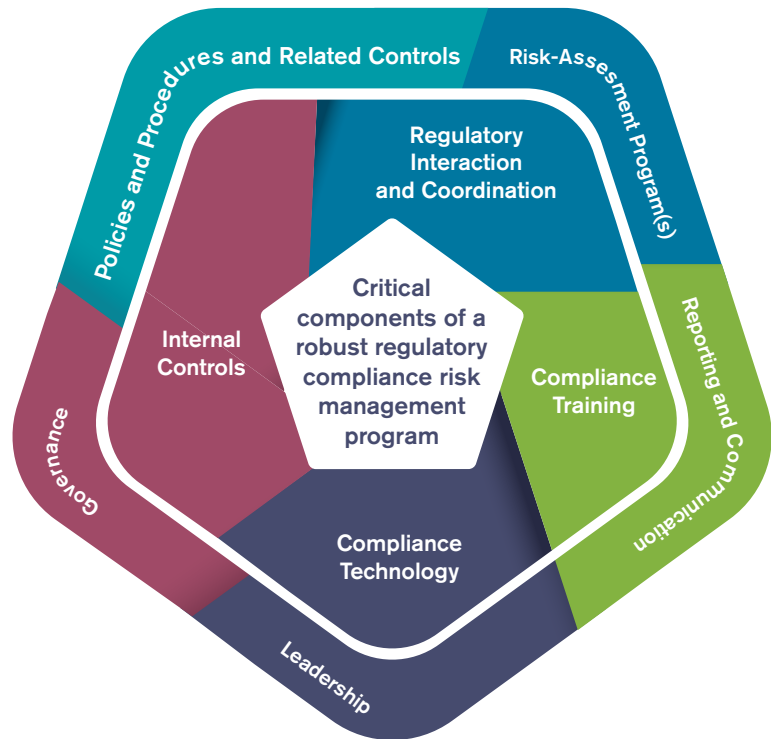 Policies and Procedures and Related Controls
Risk-Assesment Program(s)
Regulatory
Interaction
and Coordination
Critical
components of a
robust regulatory
compliance risk
management
program
Internal
Controls
Compliance
Training
Reporting and Communication
Governance
Compliance
Technology
Leadership